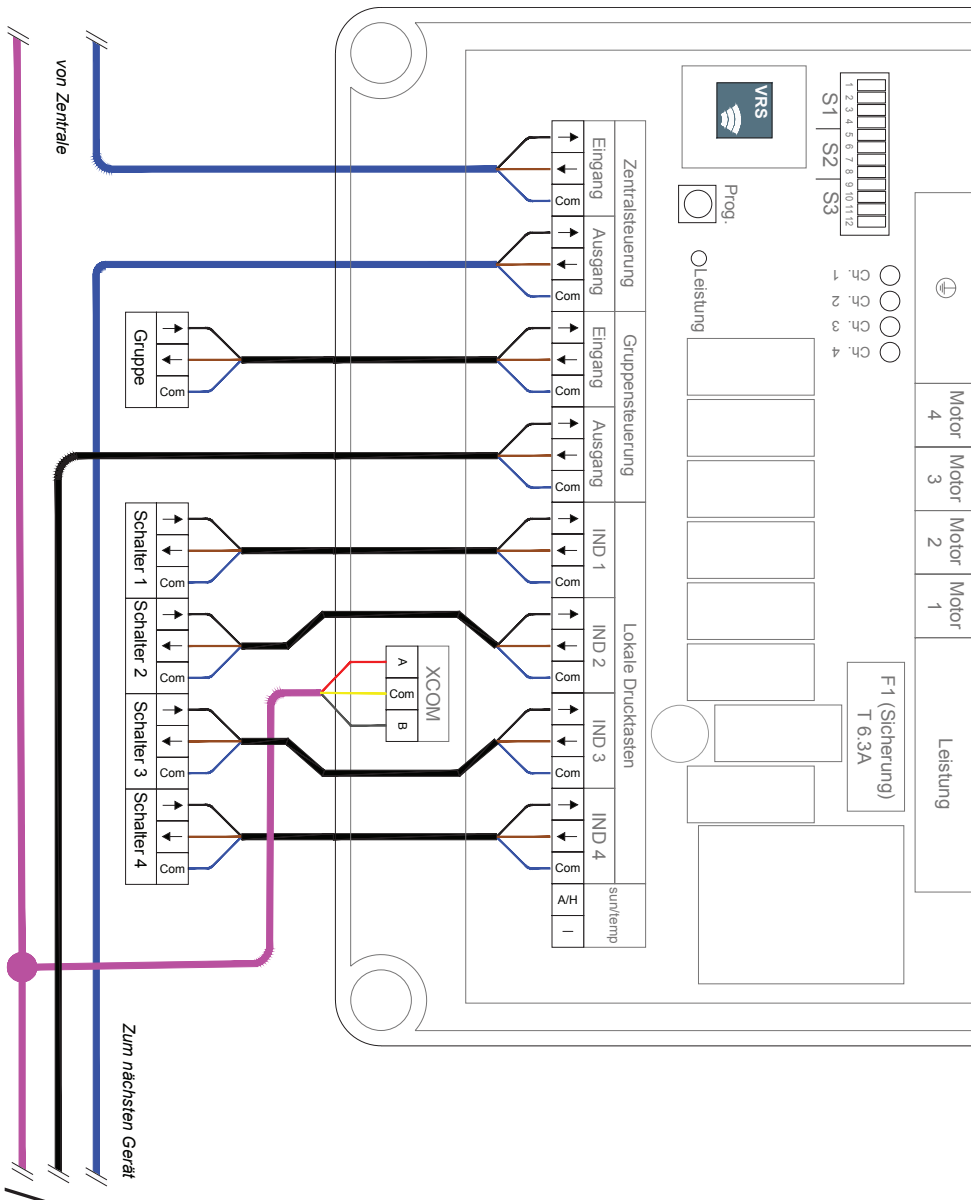 Motor 4
Motor 3
Motor 2
Motor 1
Leistung
F1 (Sicherung)
T 6.3A
1 2 3 4 5 6 7 8 9 10 11 12
S1 S2 S3
Ch. 1
Ch. 2
Ch. 3
Ch. 4
VRS
Prog.
Leistung
Zentralsteuerung
Gruppensteuerung
Lokale Drucktasten
sun/temp
Eingang
Ausgang
Eingang
Ausgang
IND 1
IND 2
IND 3
IND 4
↑ ↓ Com
↑ ↓ Com
↑ ↓ Com
↑ ↓ Com
↑ ↓ Com
↑ ↓ Com
↑ ↓ Com
↑ ↓ Com
A/H
I
XCOM
A Com B
↑ ↓ Com
Gruppe
↑ ↓ Com
Schalter 1
↑ ↓ Com
Schalter 2
↑ ↓ Com
Schalter 3
↑ ↓ Com
Schalter 4
von Zentrale
Zum nächsten Gerät